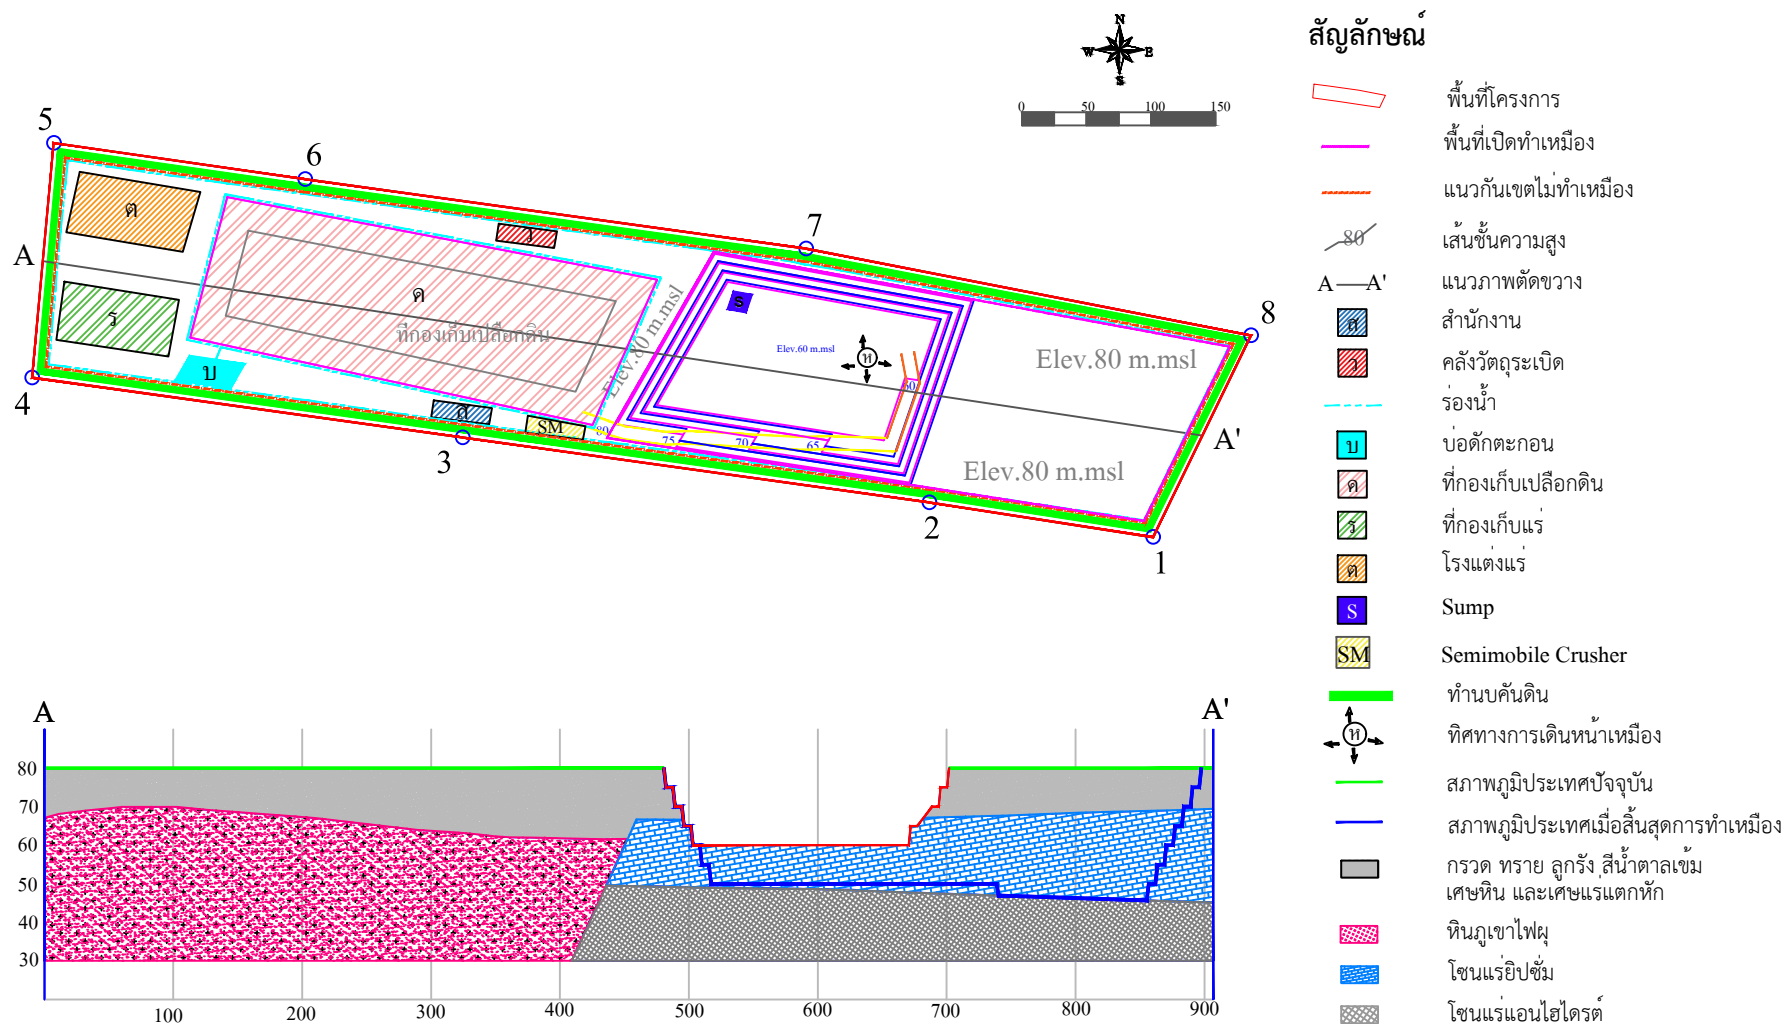 N
W E
S
0 50 100 150
5
6
7
8
4
3
2
1
A
A'
ต
ร
บ
ค
ที่กองเก็บเปลือกดิน
ว
ส
SM
Elev.80 m.msl
S
Elev.60 m.msl
ห
60
80
75
70
65
Elev.80 m.msl
Elev.80 m.msl
สัญลักษณ์
พื้นที่โครงการ
พื้นที่เปิดทำเหมือง
แนวกันเขตไม่ทำเหมือง
80 เส้นชั้นความสูง
A A' แนวภาพตัดขวาง
ส สำนักงาน
ว คลังวัตถุระเบิด
ร่องน้ำ
บ บ่อดักตะกอน
ค ที่กองเก็บเปลือกดิน
ร ที่กองเก็บแร่
ต โรงแต่งแร่
S Sump
SM Semimobile Crusher
ทำนบคันดิน
ห ทิศทางการเดินหน้าเหมือง
สภาพภูมิประเทศปัจจุบัน
สภาพภูมิประเทศเมื่อสิ้นสุดการทำเหมือง
กรวด ทราย ลูกรัง สีน้ำตาลเข้ม
เศษหิน และเศษแร่แตกหัก
หินภูเขาไฟผุ
โซนแร่ยิปซั่ม
โซนแร่แอนไฮไดรต์
A A'
80
70
60
50
40
30
100 200 300 400 500 600 700 800 900